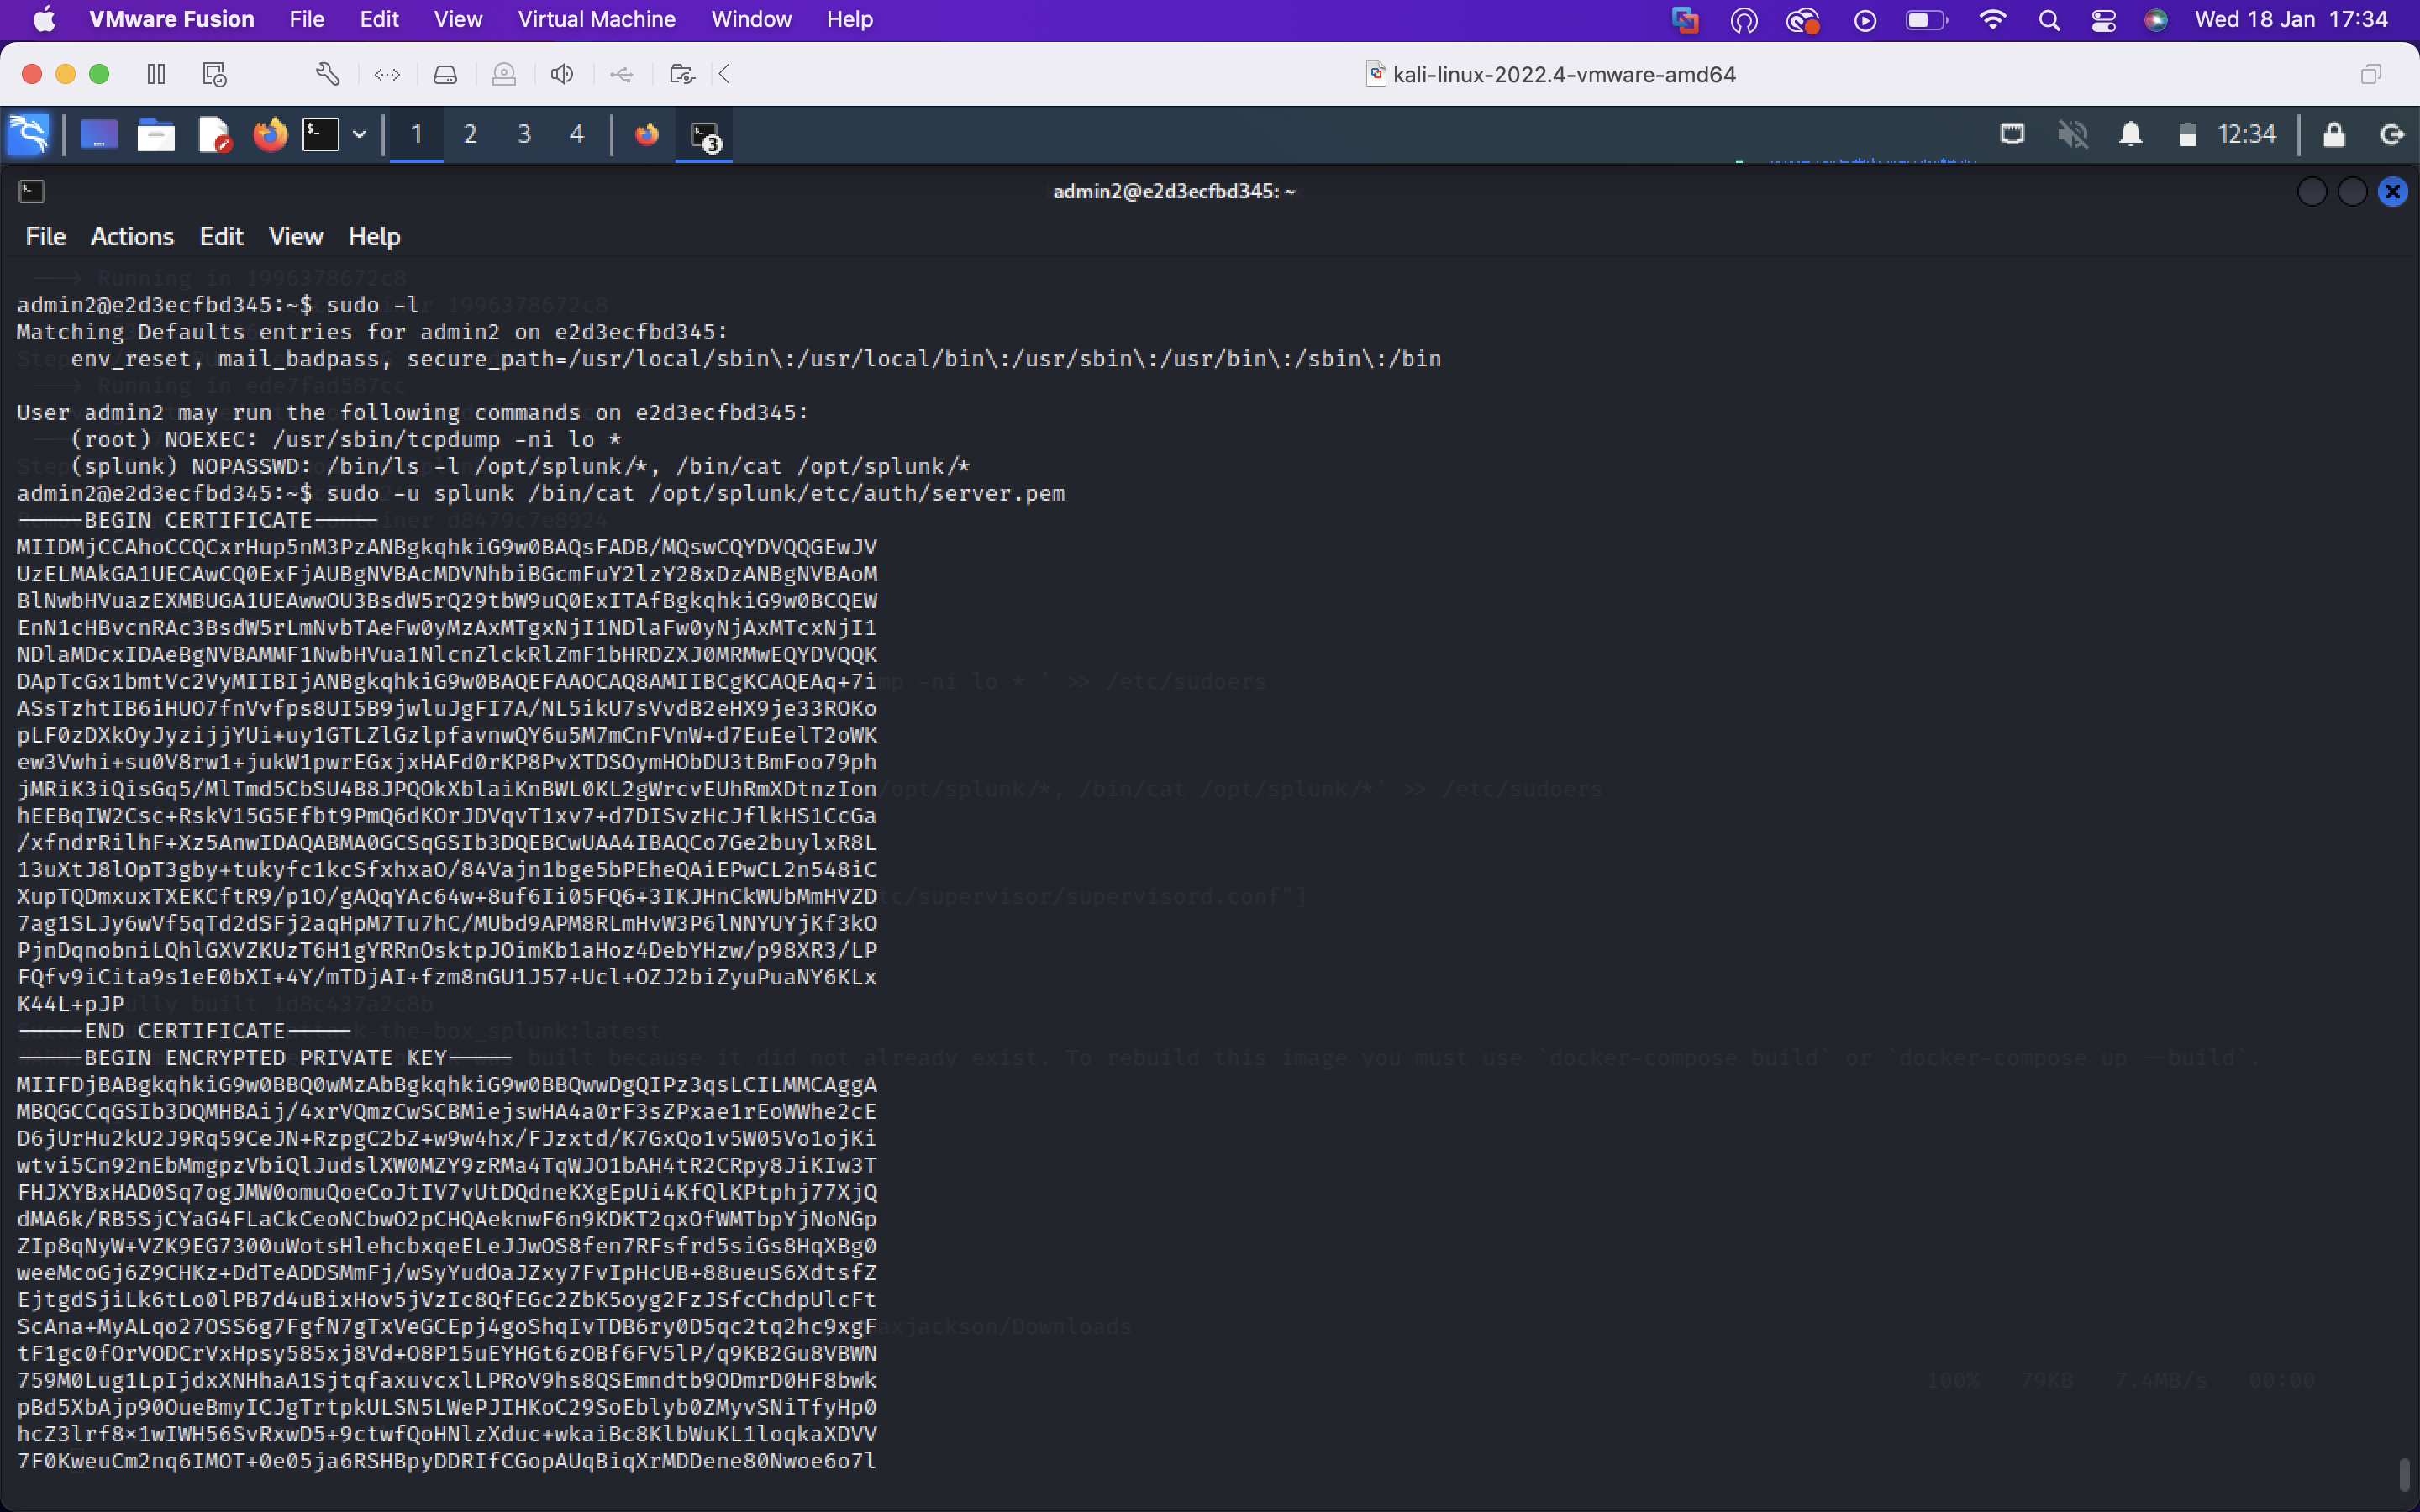 VMware Fusion File Edit View Virtual Machine Window Help Wed 18 Jan 17:34
kali-linux-2022.4-vmware-amd64
1 2 3 4 3 12:34
admin2@e2d3ecfbd345: ~
File Actions Edit View Help
Running in 1996378672c8
admin2@e2d3ecfbd345:~$ sudo -l
Matching Defaults entries for admin2 on e2d3ecfbd345:
env_reset, mail_badpass, secure_path=/usr/local/sbin\:/usr/local/bin\:/usr/sbin\:/usr/bin\:/sbin\:/bin
Running in ede7fad587cc
User admin2 may run the following commands on e2d3ecfbd345:
(root) NOEXEC: /usr/sbin/tcpdump -ni lo *
(splunk) NOPASSWD: /bin/ls -l /opt/splunk/*, /bin/cat /opt/splunk/*
admin2@e2d3ecfbd345:~$ sudo -u splunk /bin/cat /opt/splunk/etc/auth/server.pem
-----BEGIN CERTIFICATE-----
MIIDMjCCAhoCCQCxrHup5nM3PzANBgkqhkiG9w0BAQsFADB/MQswCQYDVQQGEwJV
UzELMAkGA1UECAwCQ0ExFjAUBgNVBAcMDVNhbiBGcmFuY2lzY28xDzANBgNVBAoM
BlNwbHVuazEXMBUGA1UEAwwOU3BsdW5rQ29tbW9uQ0ExITAfBgkqhkiG9w0BCQEW
EnN1cHBvcnRAc3BsdW5rLmNvbTAeFw0yMzAxMTgxNjI1NDlaFw0yNjAxMTcxNjI1
NDlaMDcxIDAeBgNVBAMMF1NwbHVua1NlcnZlckRlZmF1bHRDZXJ0MRMwEQYDVQQK
DApTcGx1bmtVc2VyMIIBIjANBgkqhkiG9w0BAQEFAAOCAQ8AMIIBCgKCAQEAq+7i
ASsTzhtIB6iHUO7fnVvfps8UI5B9jwluJgFI7A/NL5ikU7sVvdB2eHX9je33ROKo
pLF0zDXkOyJyzijjYUi+uy1GTLZlGzlpfavnwQY6u5M7mCnFVnW+d7EuEelT2oWK
ew3Vwhi+su0V8rw1+jukW1pwrEGxjxHAFd0rKP8PvXTDSOymHObDU3tBmFoo79ph
jMRiK3iQisGq5/MlTmd5CbSU4B8JPQOkXblaiKnBWL0KL2gWrcvEUhRmXDtnzIon
hEEBqIW2Csc+RskV15G5Efbt9PmQ6dKOrJDVqvT1xv7+d7DISvzHcJflkHS1CcGa
/xfndrRilhF+Xz5AnwIDAQABMA0GCSqGSIb3DQEBCwUAA4IBAQCo7Ge2buylxR8L
13uXtJ8lOpT3gby+tukyfc1kcSfxhxaO/84Vajn1bge5bPEheQAiEPwCL2n548iC
XupTQDmxuxTXEKCftR9/p1O/gAQqYAc64w+8uf6Ii05FQ6+3IKJHnCkWUbMmHVZD
7ag1SLJy6wVf5qTd2dSFj2aqHpM7Tu7hC/MUbd9APM8RLmHvW3P6lNNYUYjKf3kO
PjnDqnobniLQhlGXVZKUzT6H1gYRRnOsktpJOimKb1aHoz4DebYHzw/p98XR3/LP
FQfv9iCita9s1eE0bXI+4Y/mTDjAI+fzm8nGU1J57+Ucl+OZJ2biZyuPuaNY6KLx
K44L+pJP
-----END CERTIFICATE-----
-----BEGIN ENCRYPTED PRIVATE KEY-----
MIIFDjBABgkqhkiG9w0BBQ0wMzAbBgkqhkiG9w0BBQwwDgQIPz3qsLCILMMCAggA
MBQGCCqGSIb3DQMHBAij/4xrVQmzCwSCBMiejswHA4a0rF3sZPxae1rEoWWhe2cE
D6jUrHu2kU2J9Rq59CeJN+RzpgC2bZ+w9w4hx/FJzxtd/K7GxQo1v5W05Vo1ojKi
wtvi5Cn92nEbMmgpzVbiQlJudslXW0MZY9zRMa4TqWJO1bAH4tR2CRpy8JiKIw3T
FHJXYBxHAD0Sq7ogJMW0omuQoeCoJtIV7vUtDQdneKXgEpUi4KfQlKPtphj77XjQ
dMA6k/RB5SjCYaG4FLaCkCeoNCbwO2pCHQAeknwF6n9KDKT2qxOfWMTbpYjNoNGp
ZIp8qNyW+VZK9EG7300uWotsHlehcbxqeELeJJwOS8fen7RFsfrd5siGs8HqXBg0
weeMcoGj6Z9CHKz+DdTeADDSMmFj/wSyYudOaJZxy7FvIpHcUB+88ueuS6XdtsfZ
EjtgdSjiLk6tLo0lPB7d4uBixHov5jVzIc8QfEGc2ZbK5oyg2FzJSfcChdpUlcFt
ScAna+MyALqo27OSS6g7FgfN7gTxVeGCEpj4goShqIvTDB6ry0D5qc2tq2hc9xgF
tF1gc0fOrVODCrVxHpsy585xj8Vd+O8P15uEYHGt6zOBf6FV5lP/q9KB2Gu8VBWN
759M0Lug1LpIjdxXNHhaA1SjtqfaxuvcxlLPRoV9hs8QSEmndtb9ODmrD0HF8bwk
pBd5XbAjp90OueBmyICJgTrtpkULSN5LWePJIHKoC29SoEblyb0ZMyvSNiTfyHp0
hcZ3lrf8×1wIWH56SvRxwD5+9ctwfQoHNlzXduc+wkaiBc8KlbWuKL1loqkaXDVV
7F0KweuCm2nq6IMOT+0e05ja6RSHBpyDDRIfCGopAUqBiqXrMDDene80Nwoe6o7l